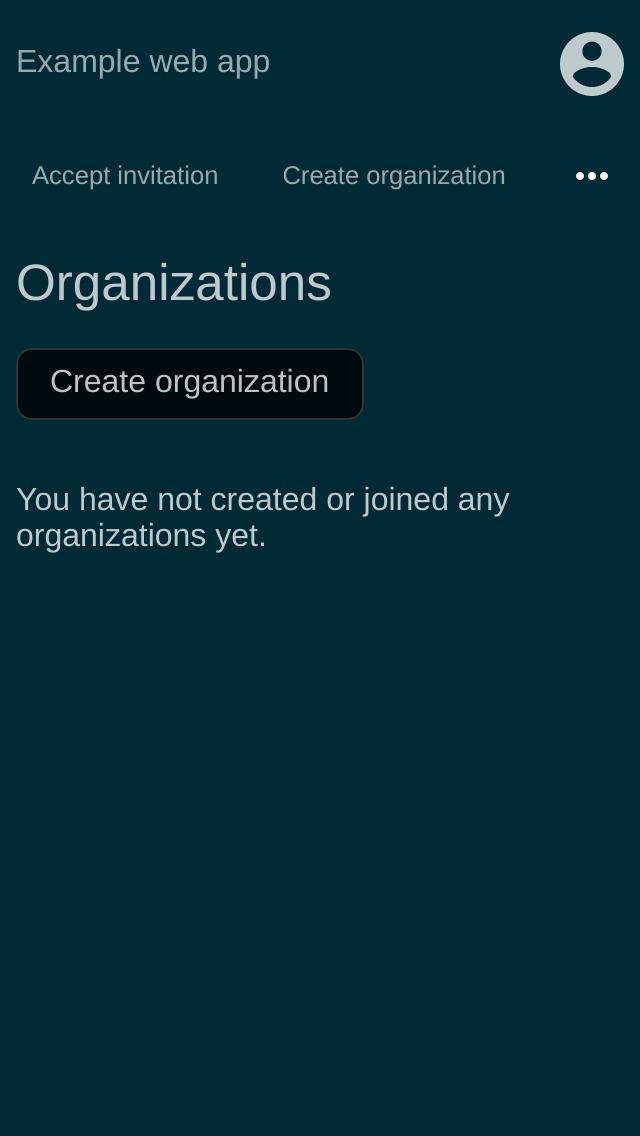 Example web app
Accept invitation
Create organization
Organizations
Create organization
You have not created or joined any
organizations yet.